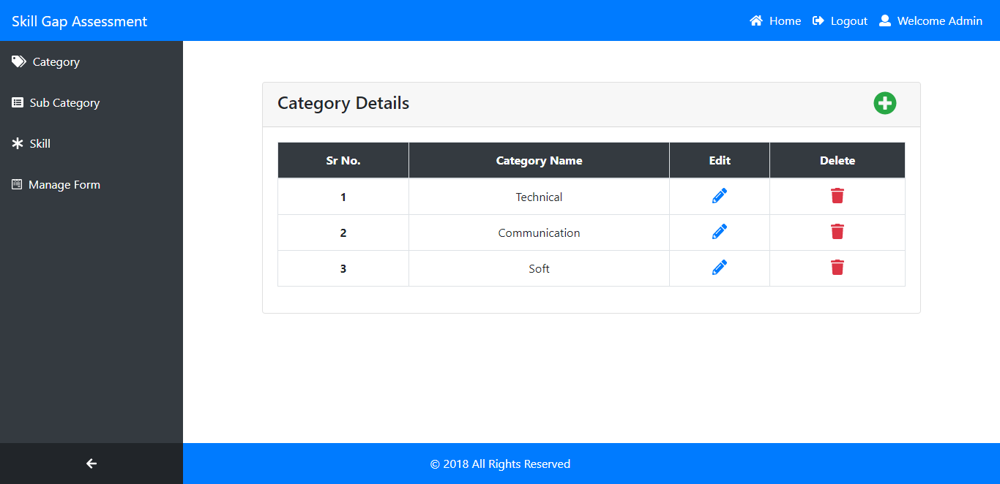 Skill Gap Assessment Home Logout Welcome Admin
Category
Sub Category
Skill
Manage Form
Category Details
Sr No. Category Name Edit Delete
1 Technical
2 Communication
3 Soft
© 2018 All Rights Reserved